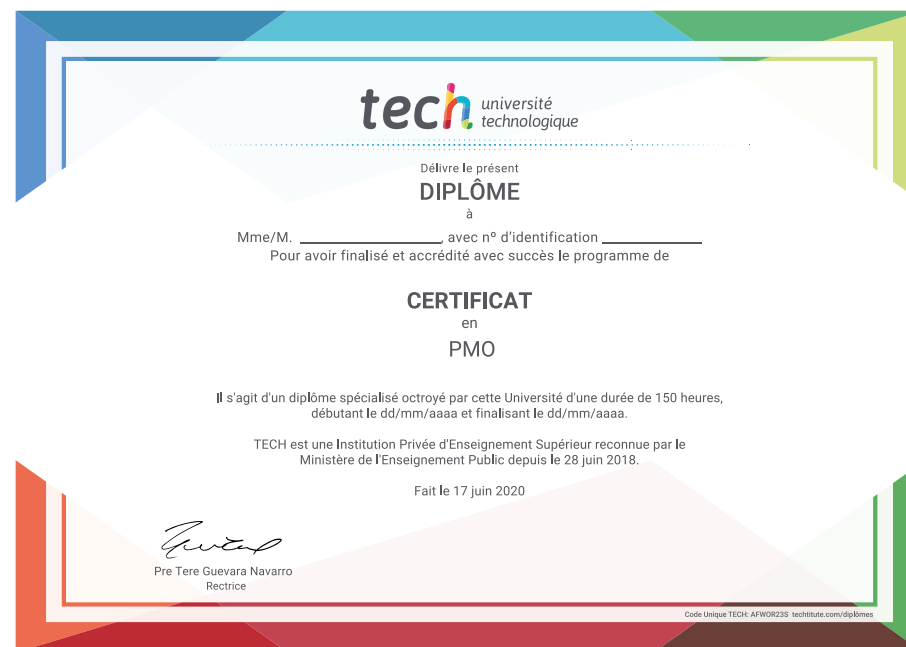 tech université
technologique
Délivre le présent
DIPLÔME
à
Mme/M. ____________________, avec nº d'identification ______________
Pour avoir finalisé et accrédité avec succès le programme de
CERTIFICAT
en
PMO
Il s'agit d'un diplôme spécialisé octroyé par cette Université d'une durée de 150 heures,
débutant le dd/mm/aaaa et finalisant le dd/mm/aaaa.
TECH est une Institution Privée d'Enseignement Supérieur reconnue par le
Ministère de l'Enseignement Public depuis le 28 juin 2018.
Fait le 17 juin 2020
Pre Tere Guevara Navarro
Rectrice
Code Unique TECH: AFWOR23S techtitute.com/diplômes